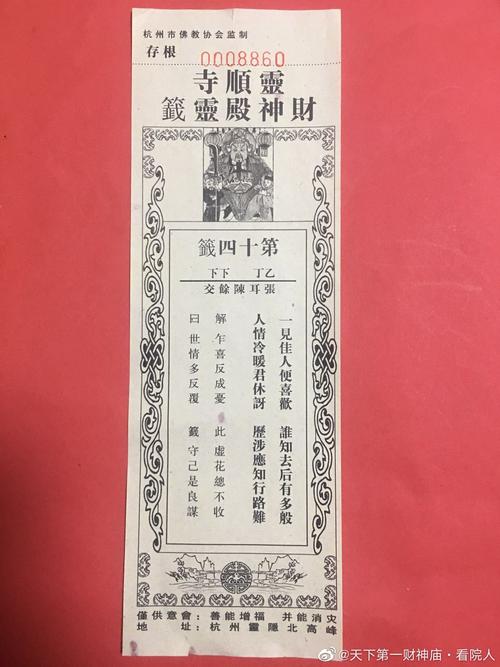 杭州市佛教协会监制
存根
0008860
靈順寺
財神殿靈籤
第十四籤
乙丁 下下
張耳陳餘交
一見佳人便喜歡 誰知去后有多般
人情冷暖君休訝 歷涉應知行路難
解 乍喜反成憂 此 虛花總不收
曰 世情多反覆 籤 守己是良謀
僅供意會：善能增福 并能消灾
地址：杭州靈隱北高峰
@天下第一财神庙·看院人